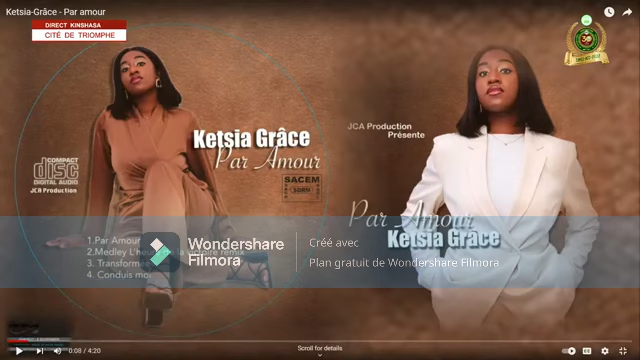 Ketsia-Grâce - Par amour
DIRECT KINSHASA
CITÉ DE TRIOMPHE
Ketsia Grâce
Par Amour
COMPACT
disc
DIGITAL AUDIO
JCA Production
SACEM
JCA Production
Présente
Par Amour
Ketsia Grâce
1.Par Amour
2.Medley L'h
remix
3. Transformée
4. Conduis moi
Wondershare
Filmora
Créé avec
Plan gratuit de Wondershare Filmora
0:08 / 4:20
Scroll for details